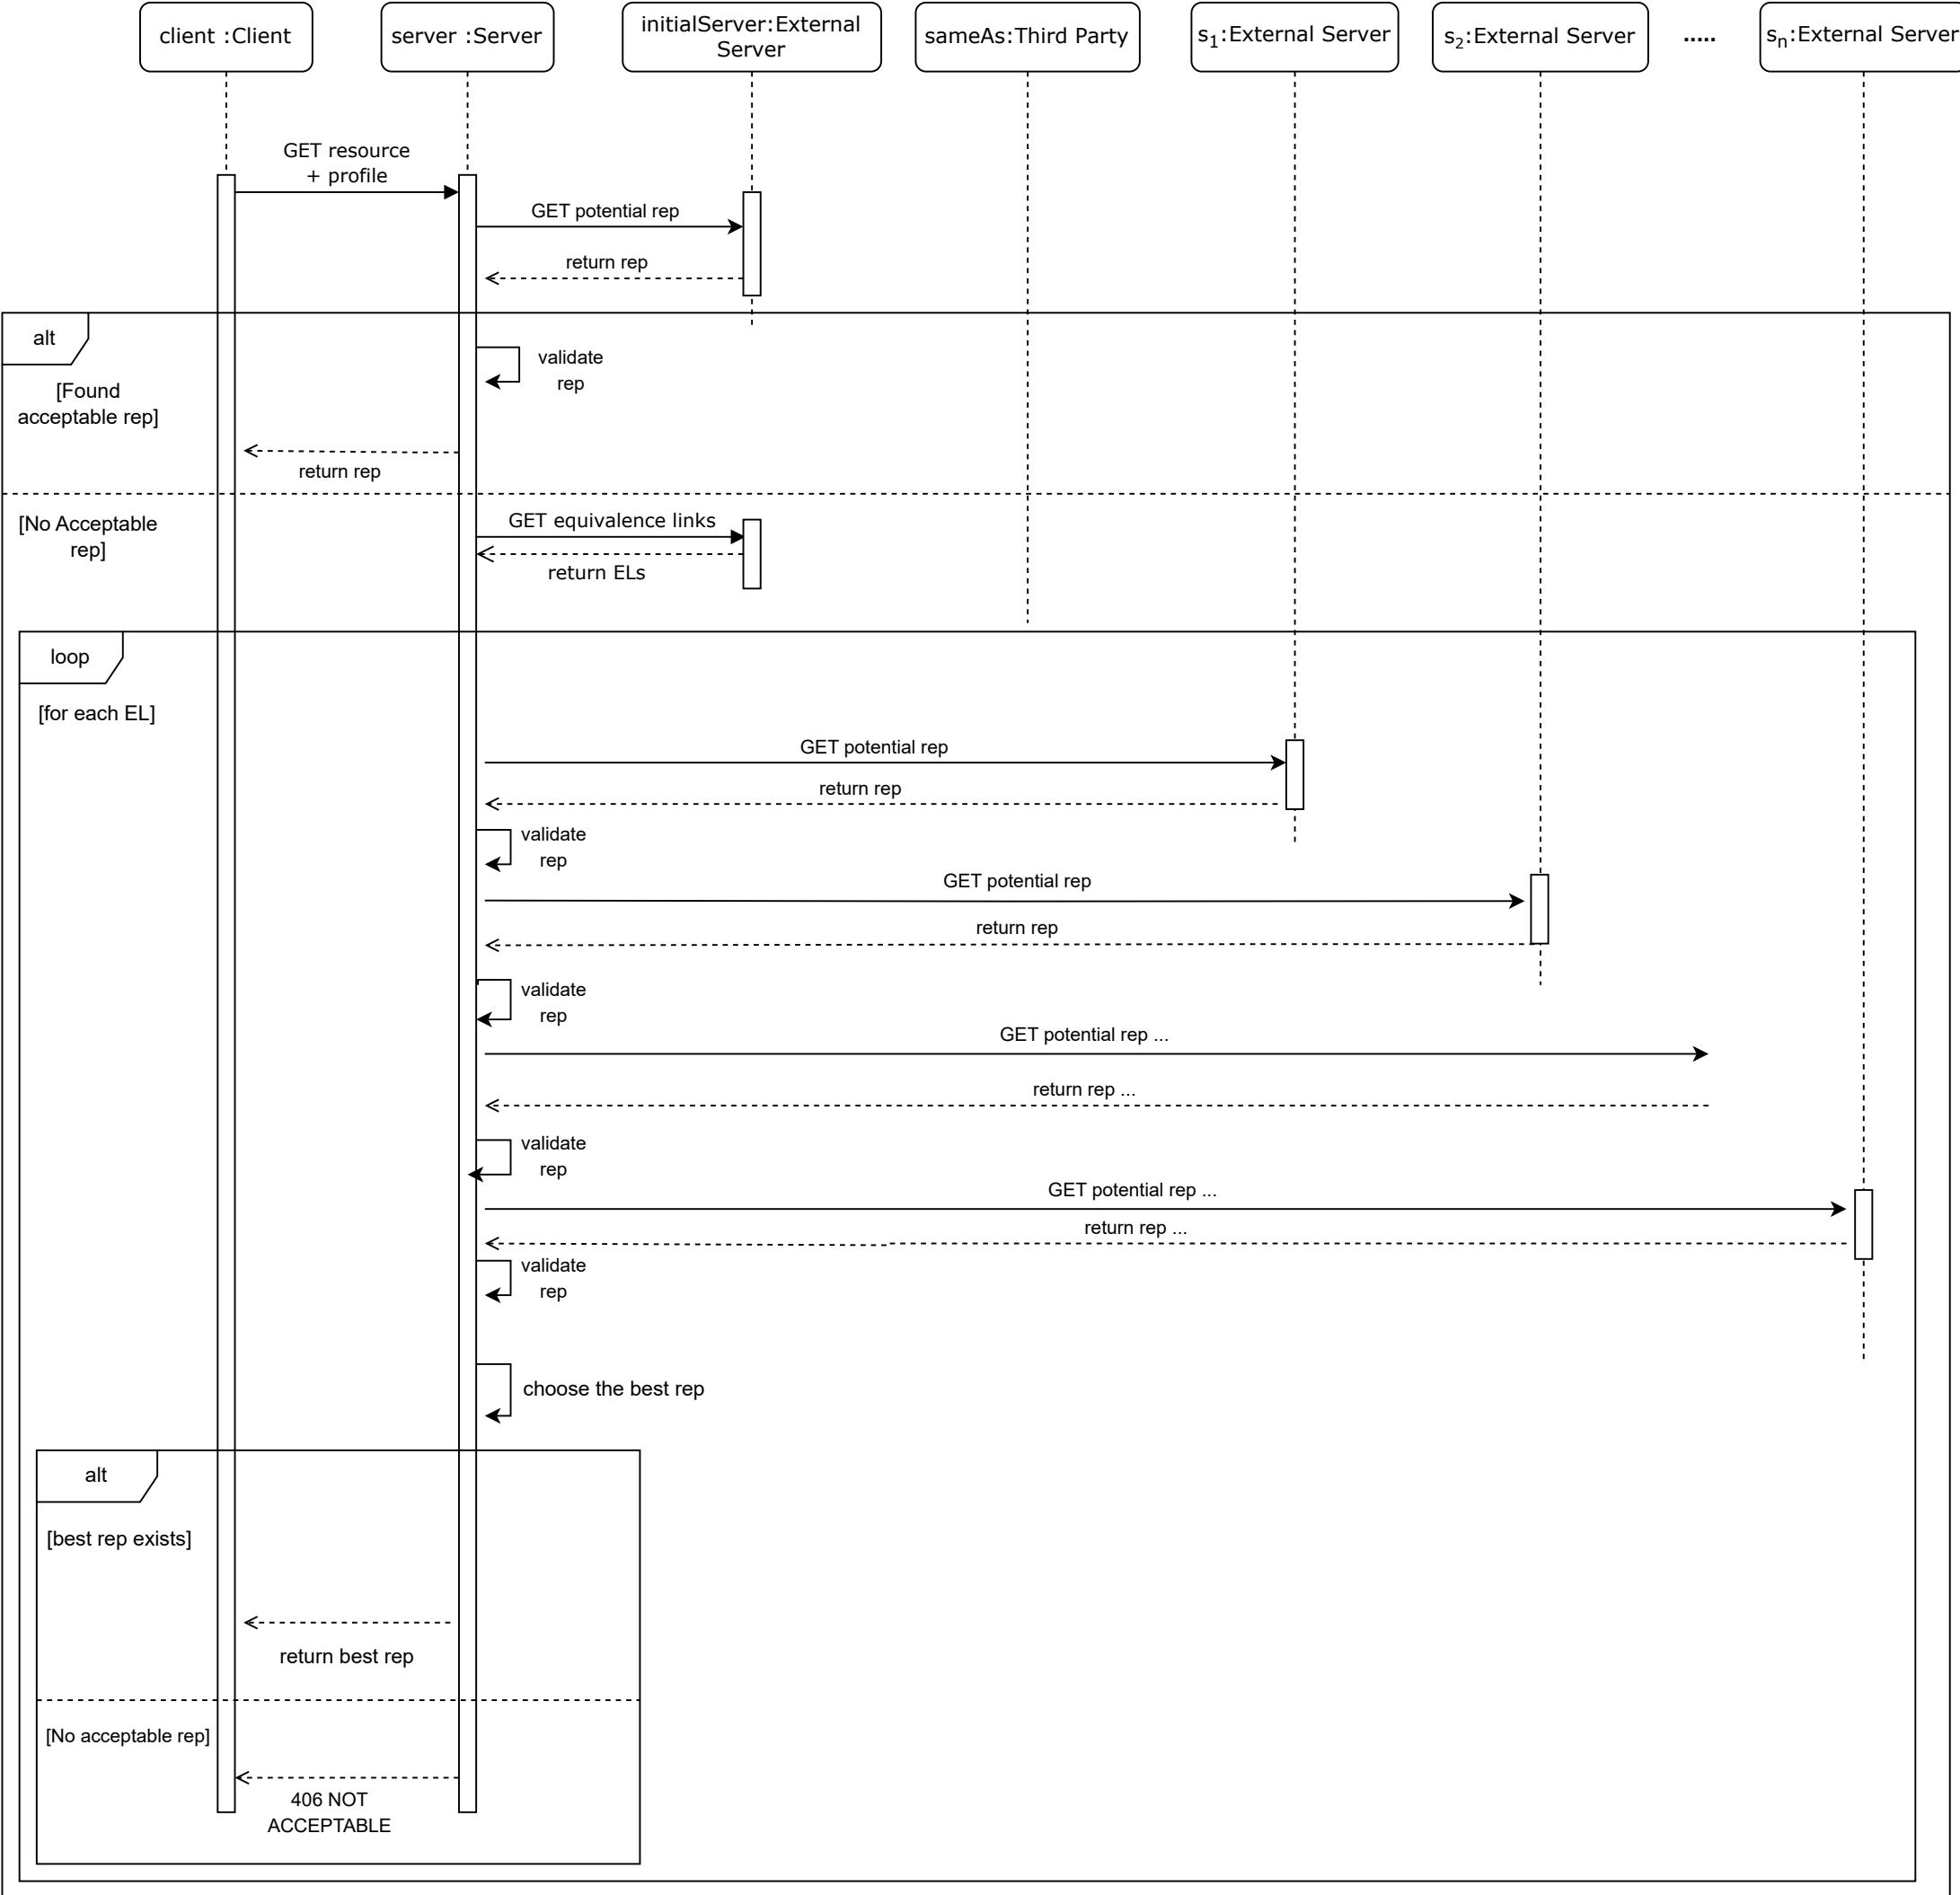 client :Client
server :Server
initialServer:External
Server
sameAs:Third Party
s1:External Server
s2:External Server
.....
sn:External Server
GET resource
+ profile
GET potential rep
return rep
alt
validate
rep
[Found
acceptable rep]
return rep
[No Acceptable
rep]
GET equivalence links
return ELs
loop
[for each EL]
GET potential rep
return rep
validate
rep
GET potential rep
return rep
validate
rep
GET potential rep ...
return rep ...
validate
rep
GET potential rep ...
return rep ...
validate
rep
choose the best rep
alt
[best rep exists]
return best rep
[No acceptable rep]
406 NOT
ACCEPTABLE